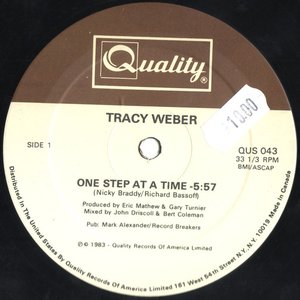 Quality®
TRACY WEBER
10.00
SIDE 1
QUS 043
33 1/3 RPM
BMI/ASCAP
ONE STEP AT A TIME -5:57
(Nicky Braddy/Richard Bassoff)
Produced by Eric Mathew & Gary Turnier
Mixed by John Driscoll & Bert Coleman
Pub: Mark Alexander/Record Breakers
© ℗ 1983 - Quality Records Of America Limited
Distributed In The United States By Quality Records Of America Limited 161 West 54th Street N.Y., N.Y. 10019 Made In Canada